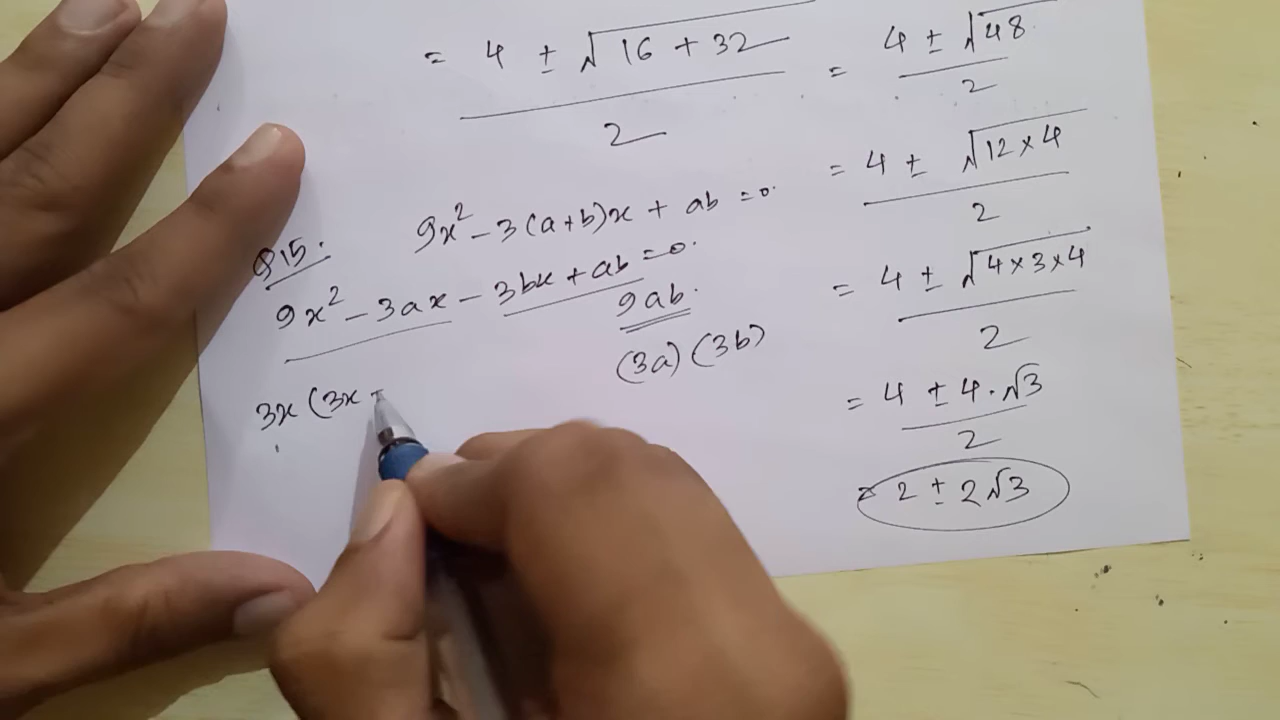 = 4 ± √16 + 32 / 2
= 4 ± √48 / 2
= 4 ± √12 × 4 / 2
= 4 ± √4 × 3 × 4 / 2
= 4 ± 4 · √3 / 2
= 2 ± 2√3
Q15. 9x² - 3(a+b)x + ab = 0.
9x² - 3ax - 3bx + ab = 0.
9ab.
(3a) (3b)
3x (3x -